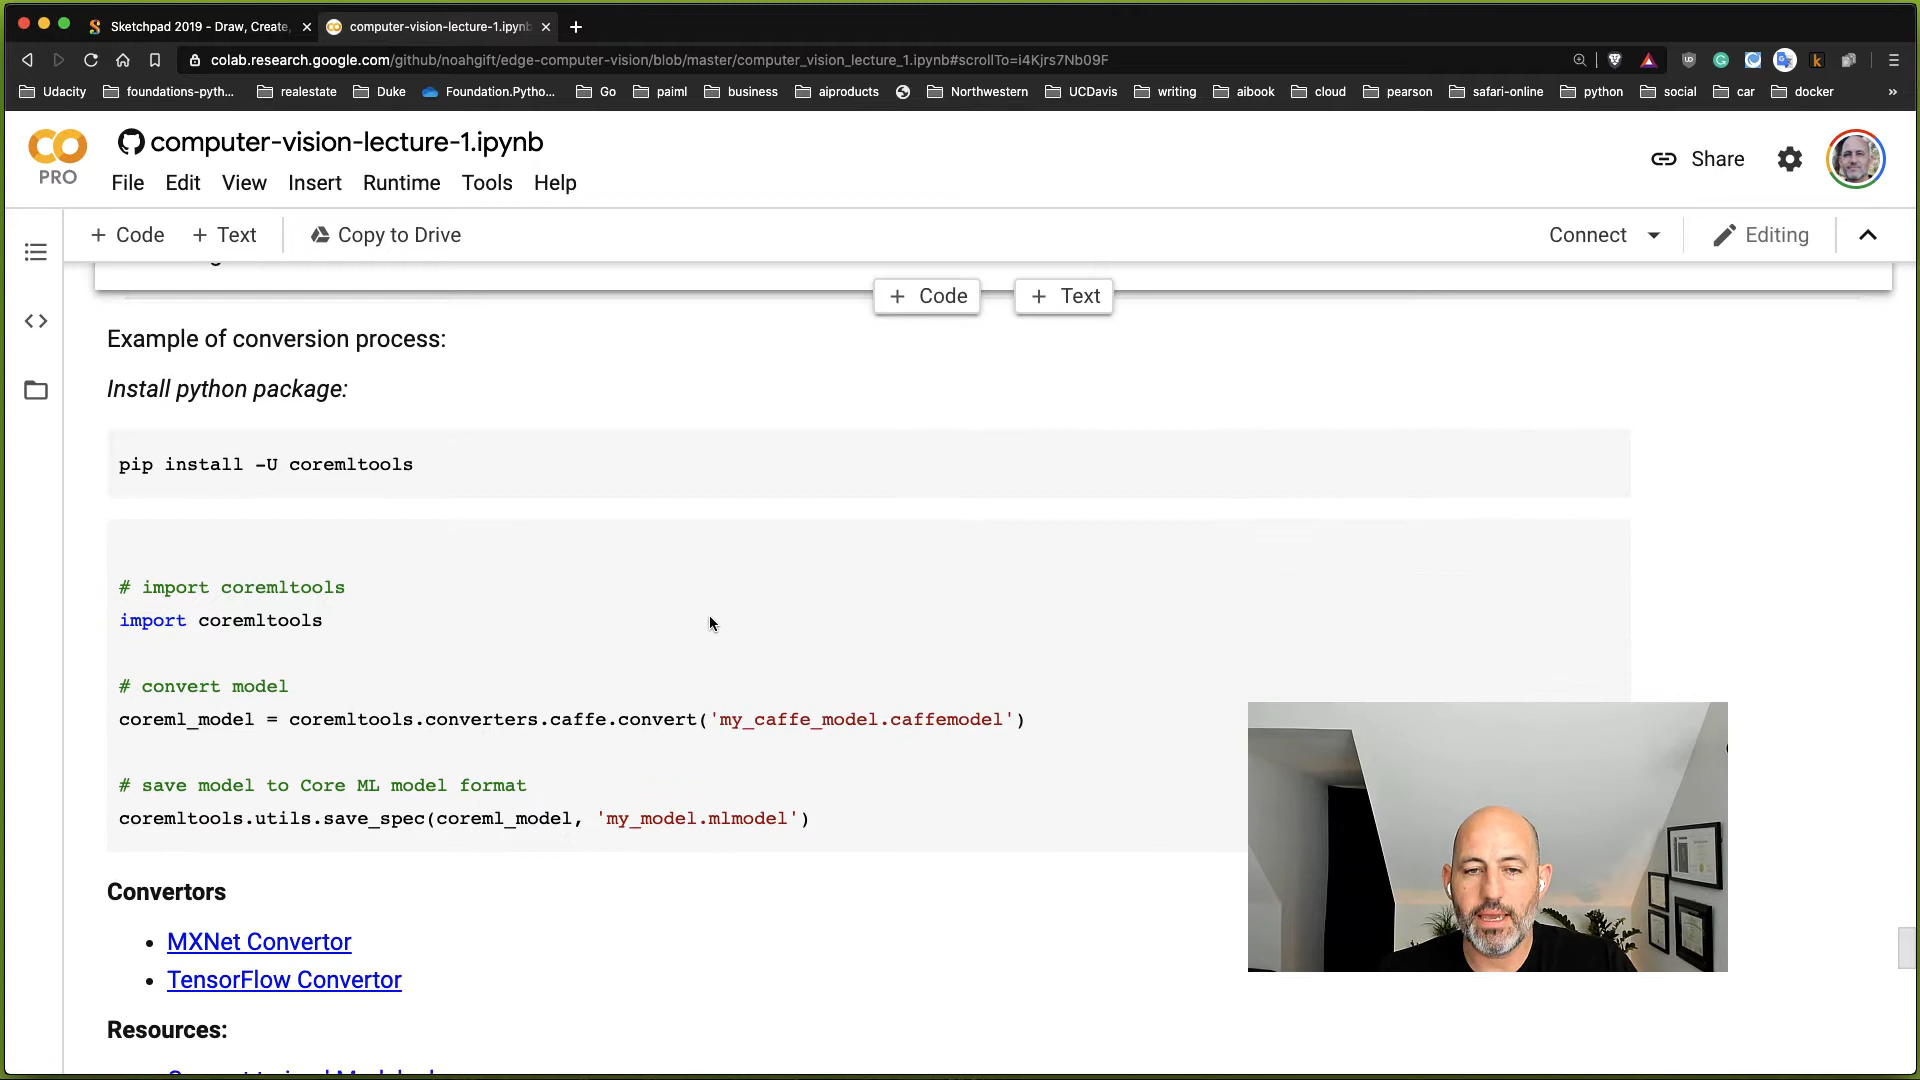 Sketchpad 2019 - Draw, Create,
computer-vision-lecture-1.ipynb
colab.research.google.com/github/noahgift/edge-computer-vision/blob/master/computer_vision_lecture_1.ipynb#scrollTo=i4Kjrs7Nb09F
Udacity foundations-pyth... realestate Duke Foundation.Pytho... Go paiml business aiproducts Northwestern UCDavis writing aibook cloud pearson safari-online python social car docker »
CO PRO
computer-vision-lecture-1.ipynb
Share
File Edit View Insert Runtime Tools Help
+ Code + Text Copy to Drive Connect Editing
+ Code + Text
Example of conversion process:
Install python package:
pip install -U coremltools
# import coremltools
import coremltools
# convert model
coreml_model = coremltools.converters.caffe.convert('my_caffe_model.caffemodel')
# save model to Core ML model format
coremltools.utils.save_spec(coreml_model, 'my_model.mlmodel')
Convertors
• MXNet Convertor
• TensorFlow Convertor
Resources: